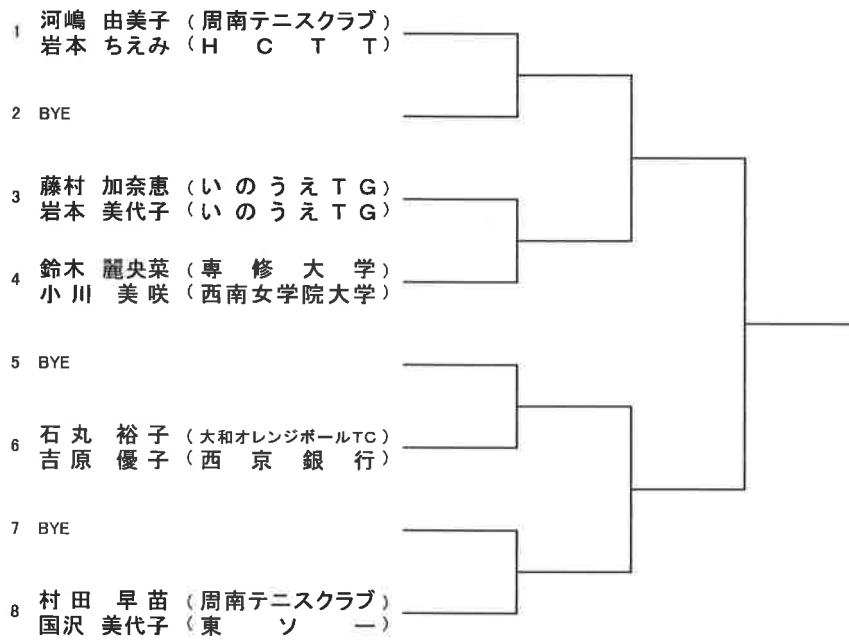 1 河嶋 由美子 (周南テニスクラブ)
岩本 ちえみ (H C T T)
2 BYE
3 藤村 加奈恵 (いのうえTG)
岩本 美代子 (いのうえTG)
4 鈴木 麗央菜 (専修大学)
小川 美咲 (西南女学院大学)
5 BYE
6 石丸 裕子 (大和オレンジボールTC)
吉原 優子 (西京銀行)
7 BYE
8 村田 早苗 (周南テニスクラブ)
国沢 美代子 (東ソー)